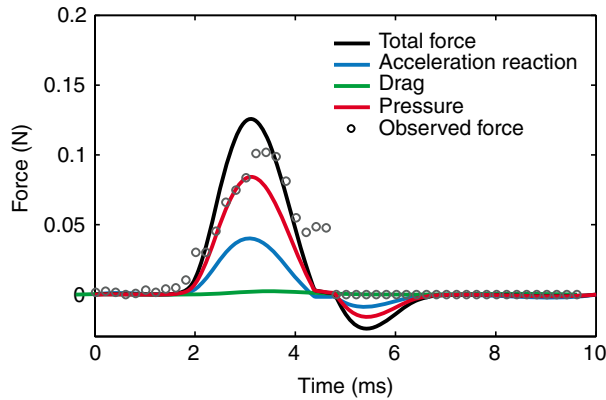 0.2
0.15
0.1
0.05
0
Force (N)
Total force
Acceleration reaction
Drag
Pressure
Observed force
0 2 4 6 8 10
Time (ms)